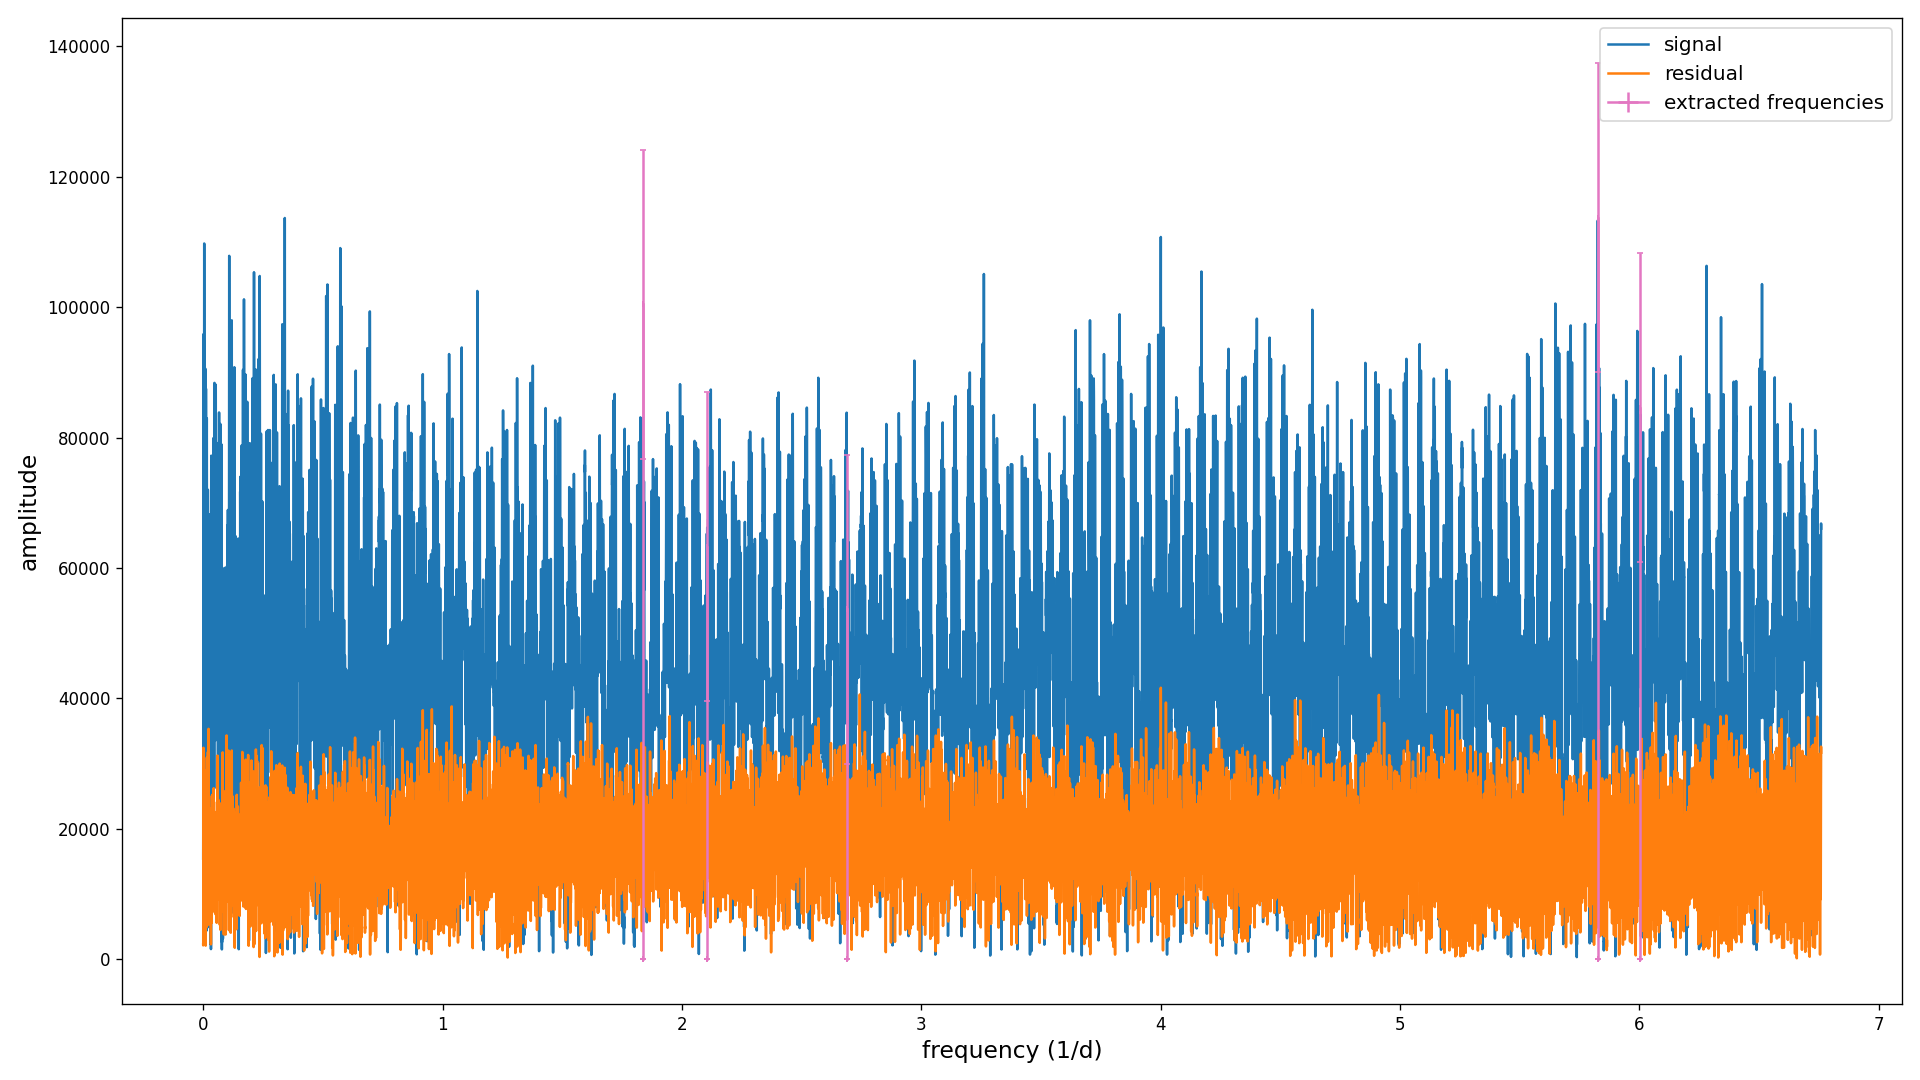 140000
120000
100000
80000
60000
40000
20000
0
amplitude
signal
residual
extracted frequencies
0 1 2 3 4 5 6 7
frequency (1/d)